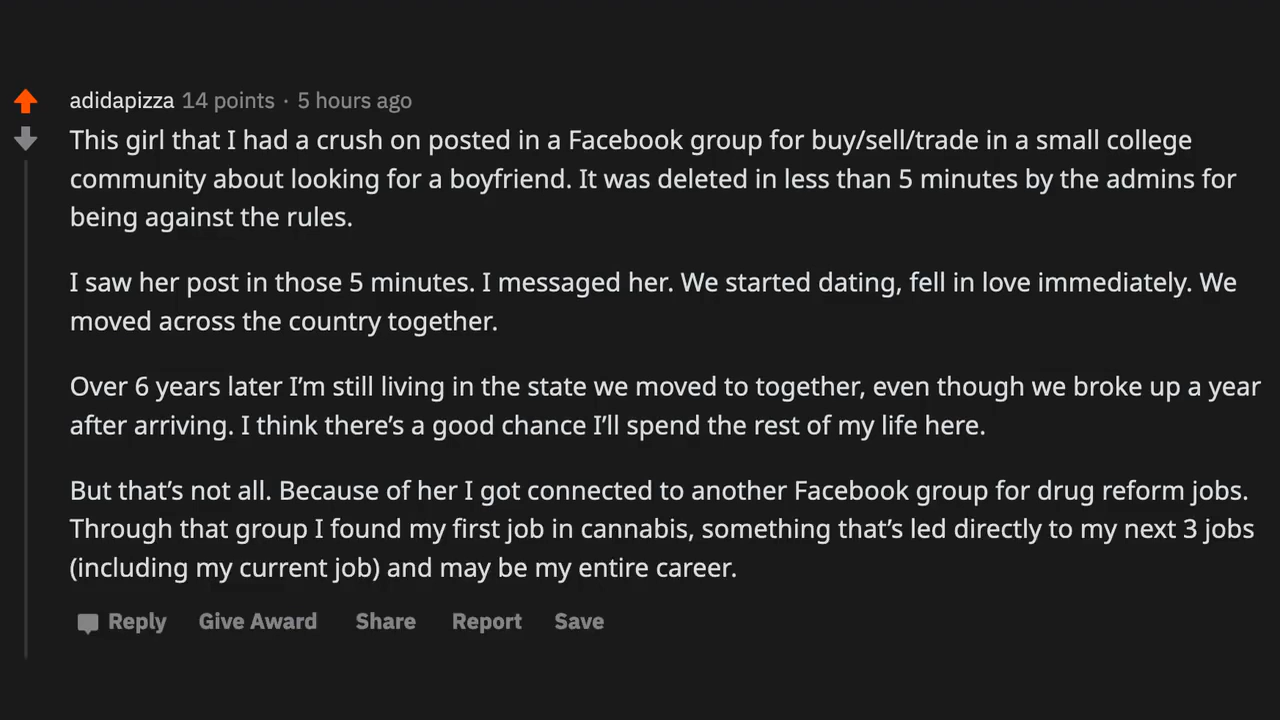 adidapizza 14 points · 5 hours ago
This girl that I had a crush on posted in a Facebook group for buy/sell/trade in a small college
community about looking for a boyfriend. It was deleted in less than 5 minutes by the admins for
being against the rules.
I saw her post in those 5 minutes. I messaged her. We started dating, fell in love immediately. We
moved across the country together.
Over 6 years later I’m still living in the state we moved to together, even though we broke up a year
after arriving. I think there’s a good chance I’ll spend the rest of my life here.
But that’s not all. Because of her I got connected to another Facebook group for drug reform jobs.
Through that group I found my first job in cannabis, something that’s led directly to my next 3 jobs
(including my current job) and may be my entire career.
Reply Give Award Share Report Save